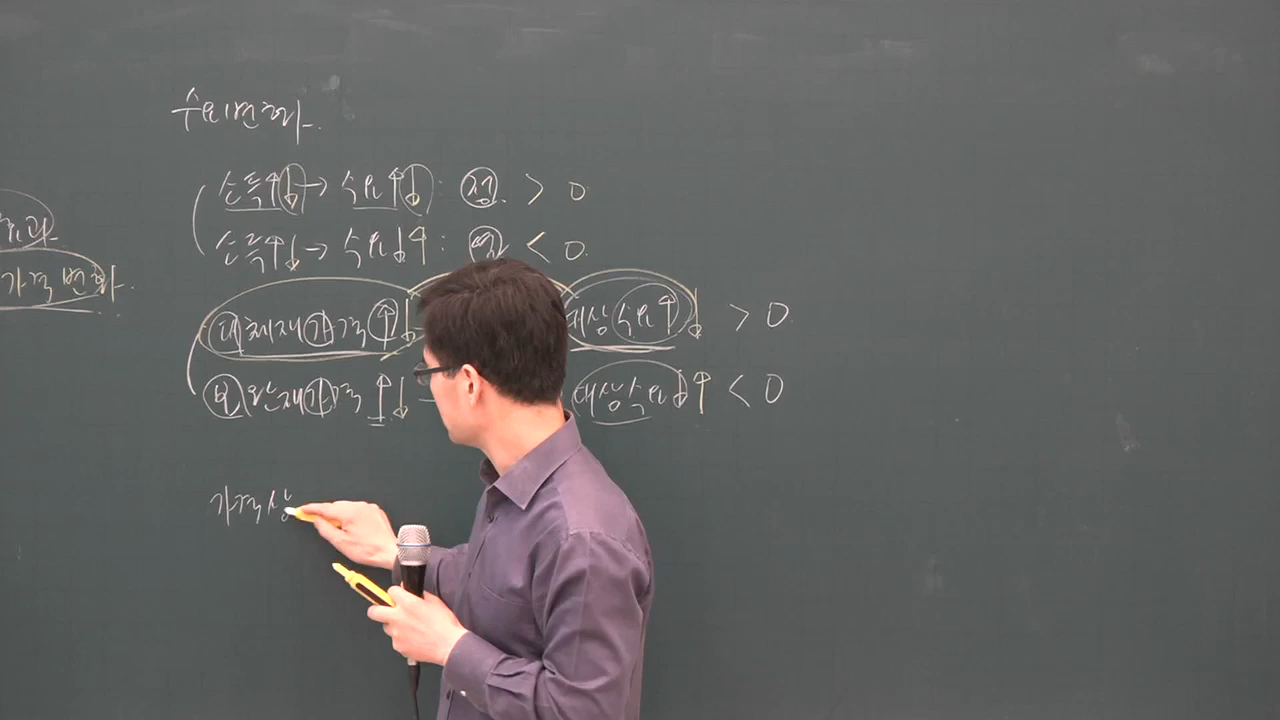 수요변화
소득↑↓→ 수요↑↓: 정. > 0
소득↑↓→ 수요↓↑: 열 < 0.
대체재가격↑↓ 대상수요↑↓ > 0.
보완재가격↑↓ 대상수요↓↑ < 0
가격상
가격변화.